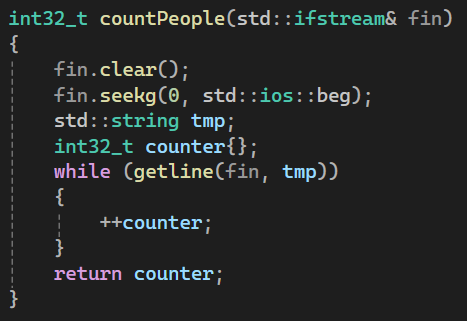 int32_t countPeople(std::ifstream& fin)
{
    fin.clear();
    fin.seekg(0, std::ios::beg);
    std::string tmp;
    int32_t counter{};
    while (getline(fin, tmp))
    {
        ++counter;
    }
    return counter;
}